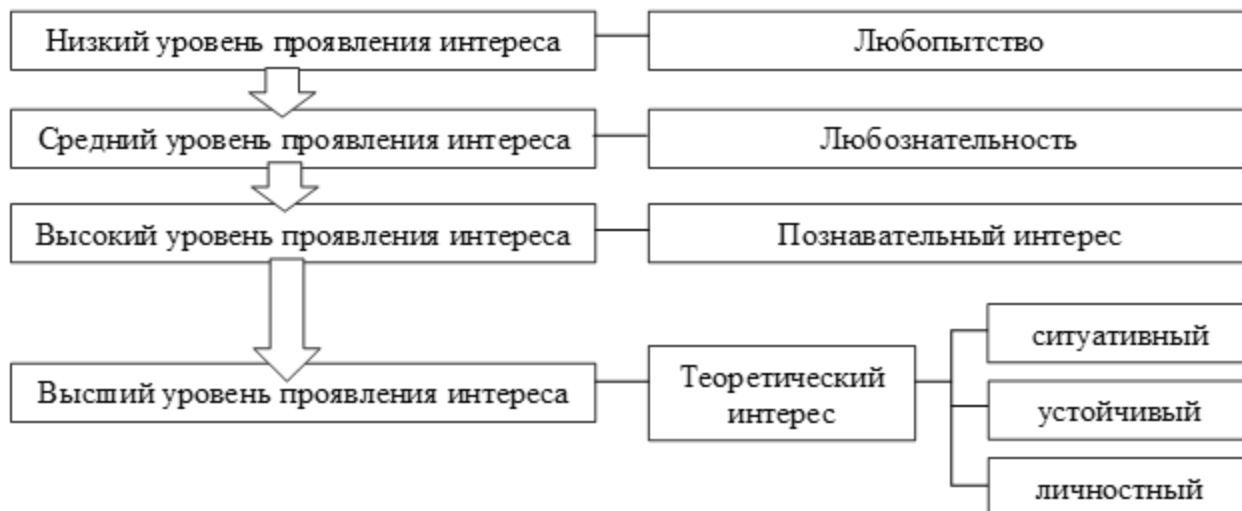 Низкий уровень проявления интереса
Любопытство
Средний уровень проявления интереса
Любознательность
Высокий уровень проявления интереса
Познавательный интерес
Высший уровень проявления интереса
Теоретический
интерес
ситуативный
устойчивый
личностный